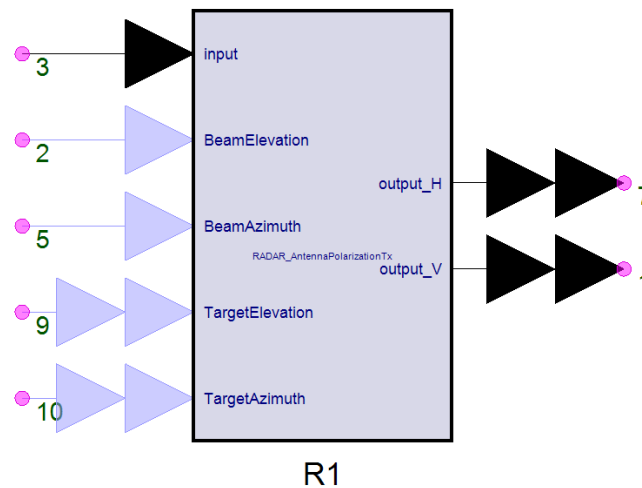 3
input
2
BeamElevation
output_H
5
BeamAzimuth
RADAR_AntennaPolarizationTx
output_V
9
TargetElevation
10
TargetAzimuth
R1